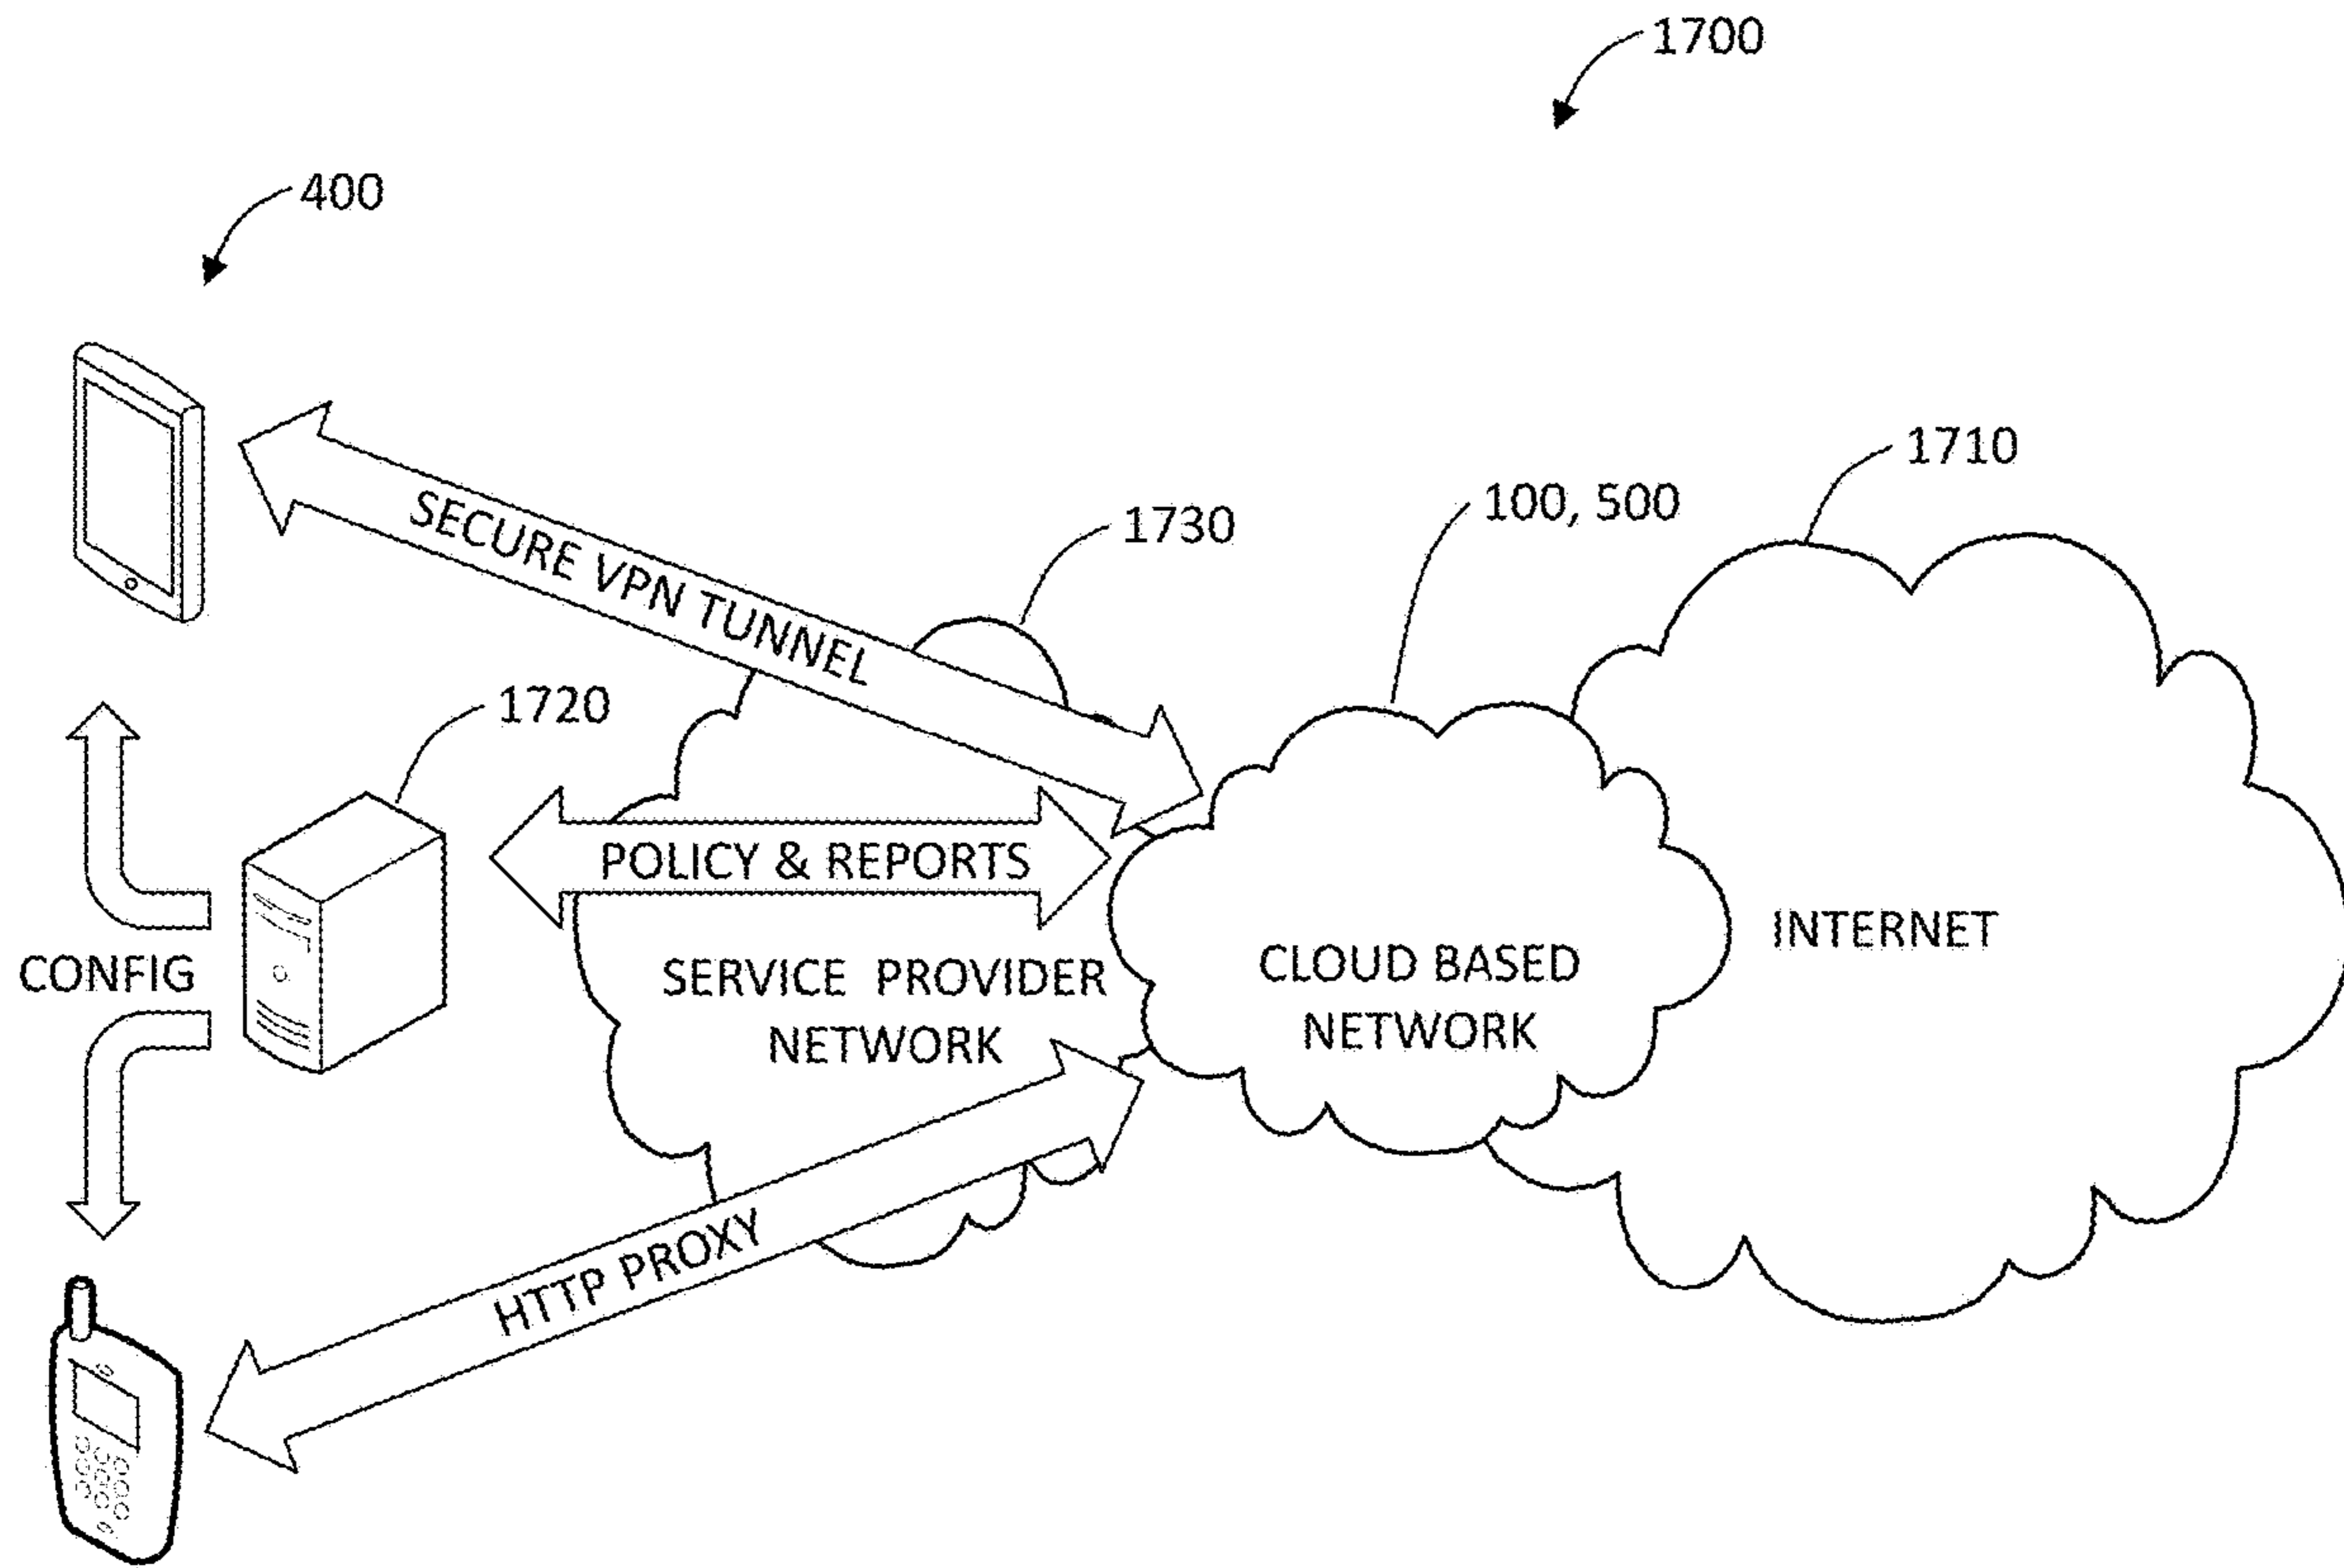 1700
400
1710
100, 500
1730
SECURE VPN TUNNEL
1720
POLICY & REPORTS
INTERNET
CONFIG
SERVICE PROVIDER
NETWORK
CLOUD BASED
NETWORK
HTTP PROXY